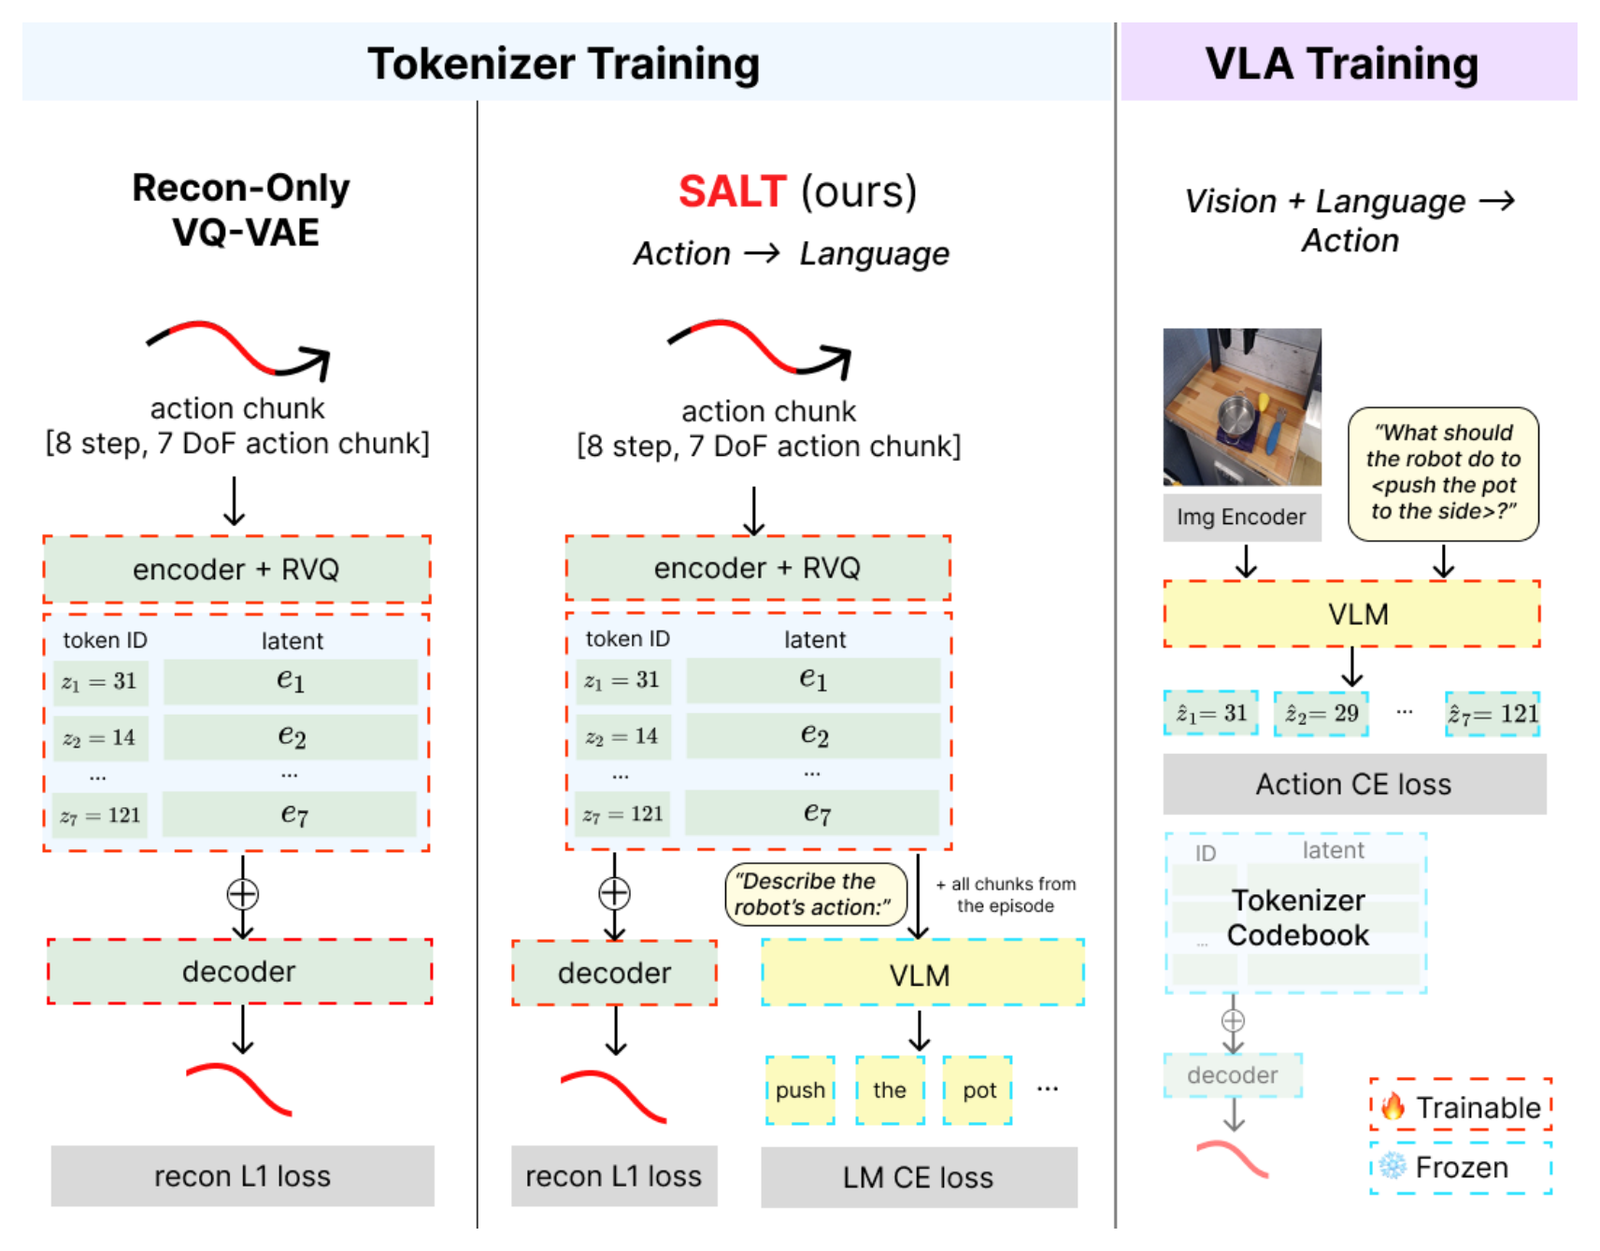 Tokenizer Training
VLA Training
Recon-Only
VQ-VAE
action chunk
[8 step, 7 DoF action chunk]
encoder + RVQ
token ID latent
z₁ = 31 e₁
z₂ = 14 e₂
... ...
z₇ = 121 e₇
decoder
recon L1 loss
SALT (ours)
Action → Language
action chunk
[8 step, 7 DoF action chunk]
encoder + RVQ
token ID latent
z₁ = 31 e₁
z₂ = 14 e₂
... ...
z₇ = 121 e₇
“Describe the
robot’s action:”
+ all chunks from
the episode
decoder
VLM
push the pot ...
recon L1 loss
LM CE loss
Vision + Language →
Action
Img Encoder
“What should
the robot do to
<push the pot
to the side>?”
VLM
ẑ₁= 31 ẑ₂= 29 ... ẑ₇= 121
Action CE loss
ID latent
Tokenizer
Codebook
...
decoder
Trainable
Frozen